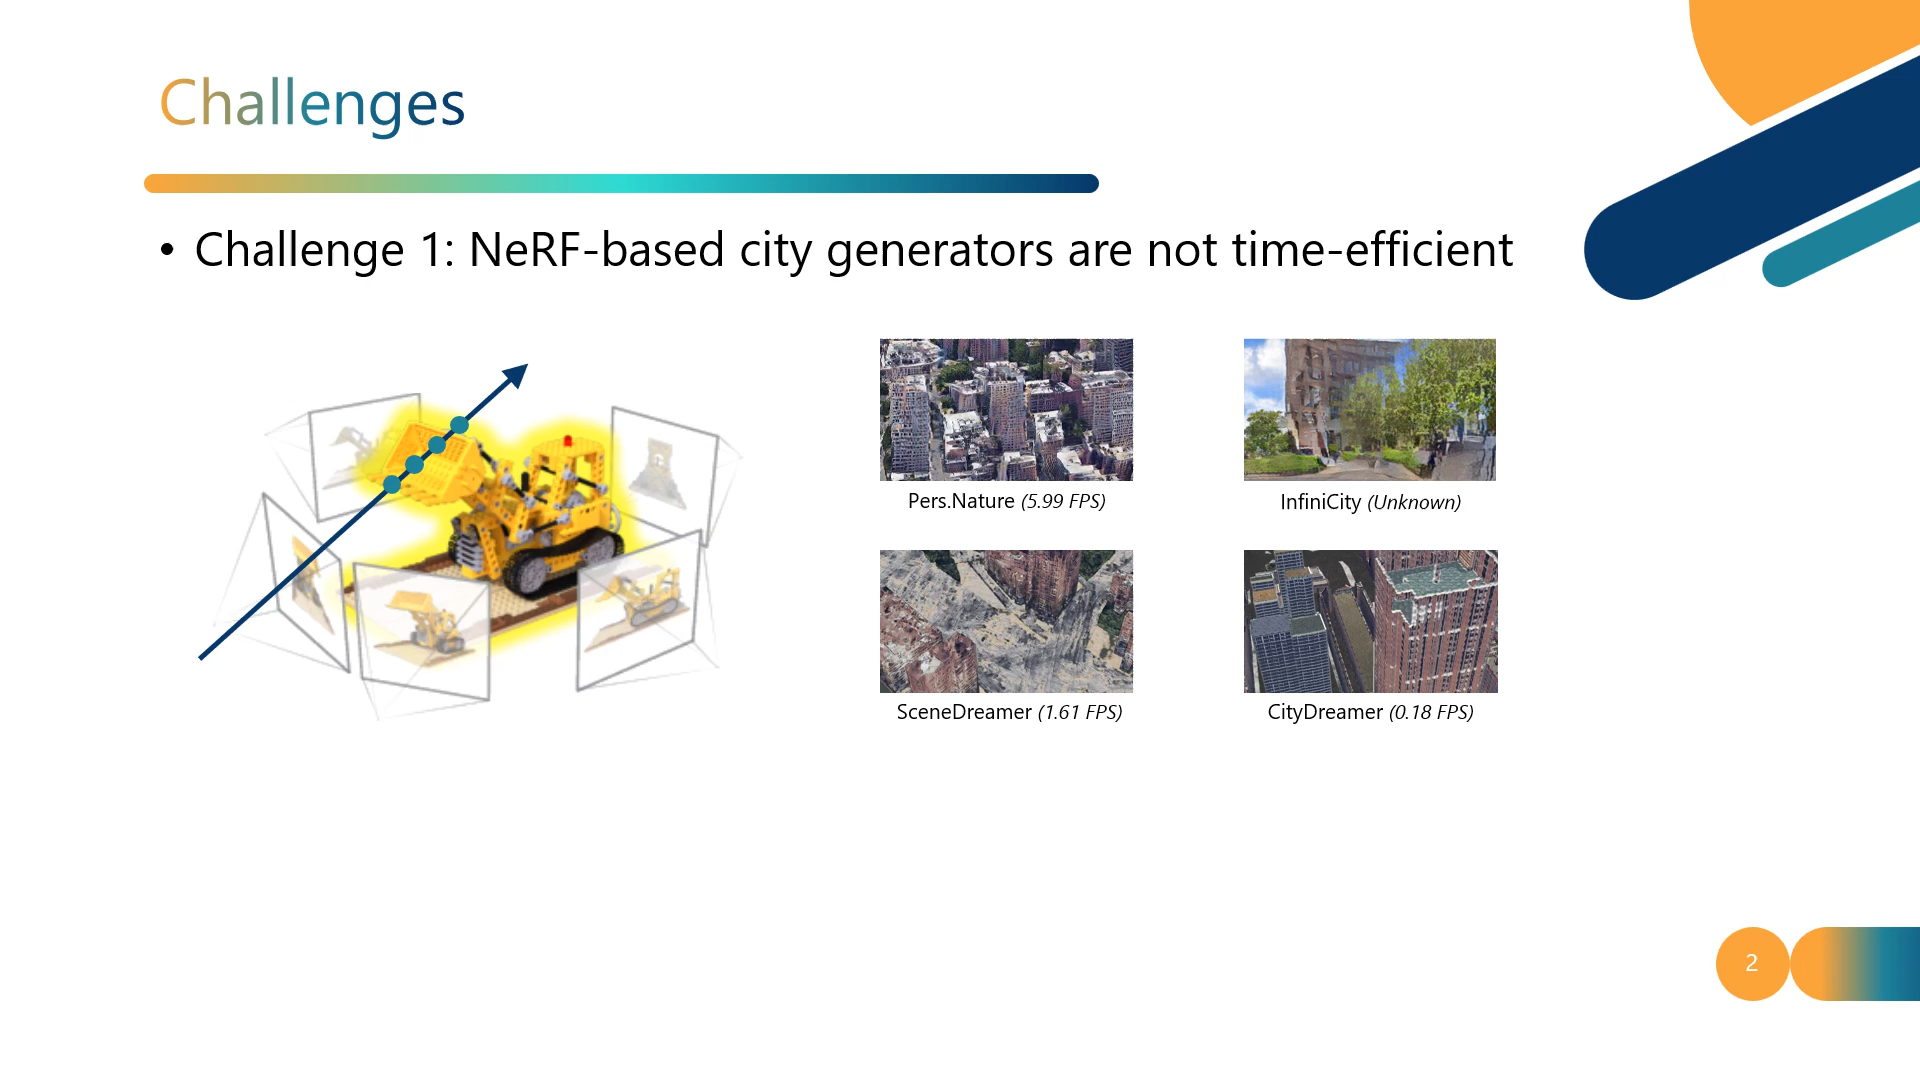 Challenges
• Challenge 1: NeRF-based city generators are not time-efficient
Pers.Nature (5.99 FPS)
InfiniCity (Unknown)
SceneDreamer (1.61 FPS)
CityDreamer (0.18 FPS)
2